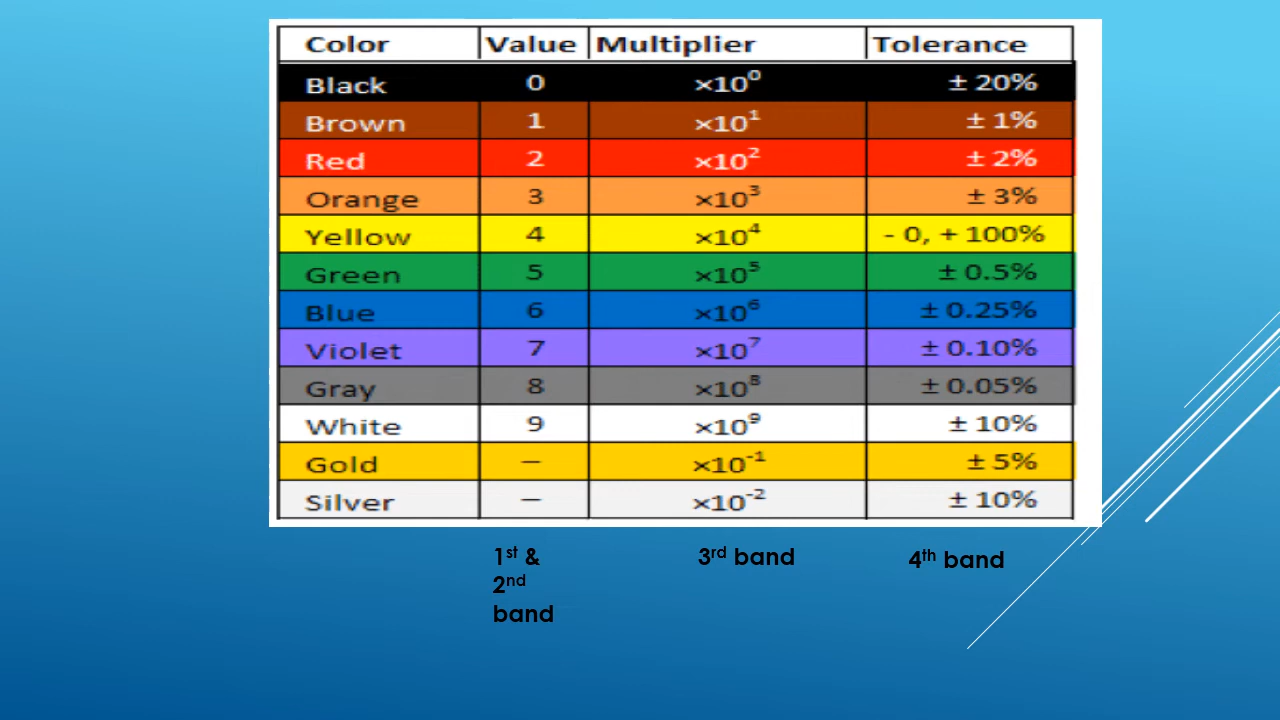 Color Value Multiplier Tolerance
Black 0 ×10⁰ ± 20%
Brown 1 ×10¹ ± 1%
Red 2 ×10² ± 2%
Orange 3 ×10³ ± 3%
Yellow 4 ×10⁴ - 0, + 100%
Green 5 ×10⁵ ± 0.5%
Blue 6 ×10⁶ ± 0.25%
Violet 7 ×10⁷ ± 0.10%
Gray 8 ×10⁸ ± 0.05%
White 9 ×10⁹ ± 10%
Gold – ×10⁻¹ ± 5%
Silver – ×10⁻² ± 10%
1st &
2nd
band
3rd band
4th band